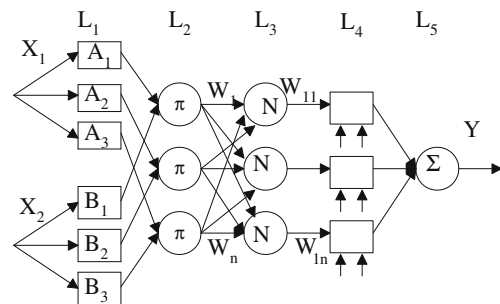 L1 L2 L3 L4 L5
X1 A1
A2
A3
X2 B1
B2
B3
π π π
W1 Wn
N N N
W11 W1n
Σ Y